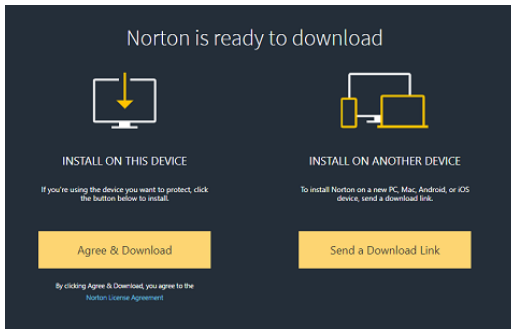 Norton is ready to download
INSTALL ON THIS DEVICE
If you're using the device you want to protect, click
the button below to install.
Agree & Download
By clicking Agree & Download, you agree to the
Norton License Agreement
INSTALL ON ANOTHER DEVICE
To install Norton on a new PC, Mac, Android, or iOS
device, send a download link.
Send a Download Link